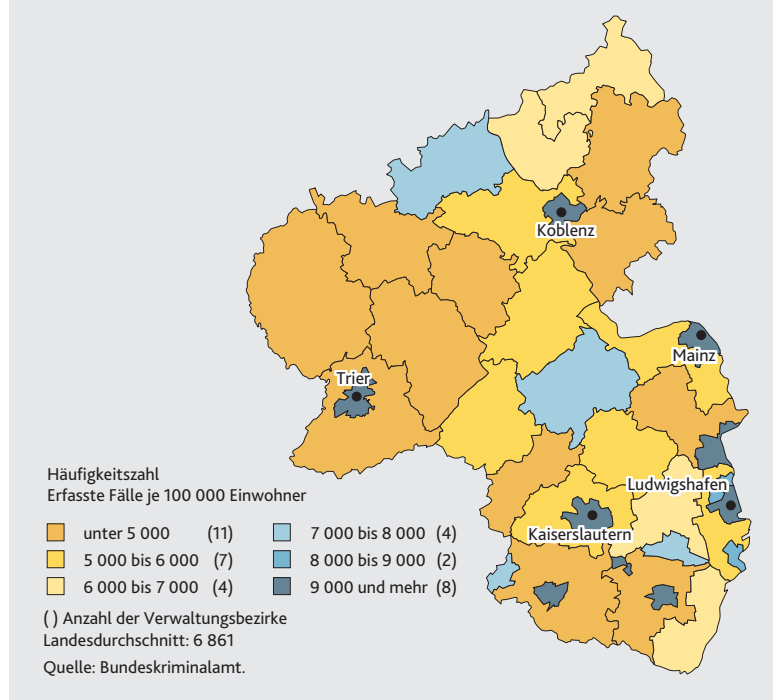 Koblenz
Mainz
Trier
Ludwigshafen
Kaiserslautern
Häufigkeitszahl
Erfasste Fälle je 100 000 Einwohner
unter 5 000 (11)
5 000 bis 6 000 (7)
6 000 bis 7 000 (4)
7 000 bis 8 000 (4)
8 000 bis 9 000 (2)
9 000 und mehr (8)
( ) Anzahl der Verwaltungsbezirke
Landesdurchschnitt: 6 861
Quelle: Bundeskriminalamt.